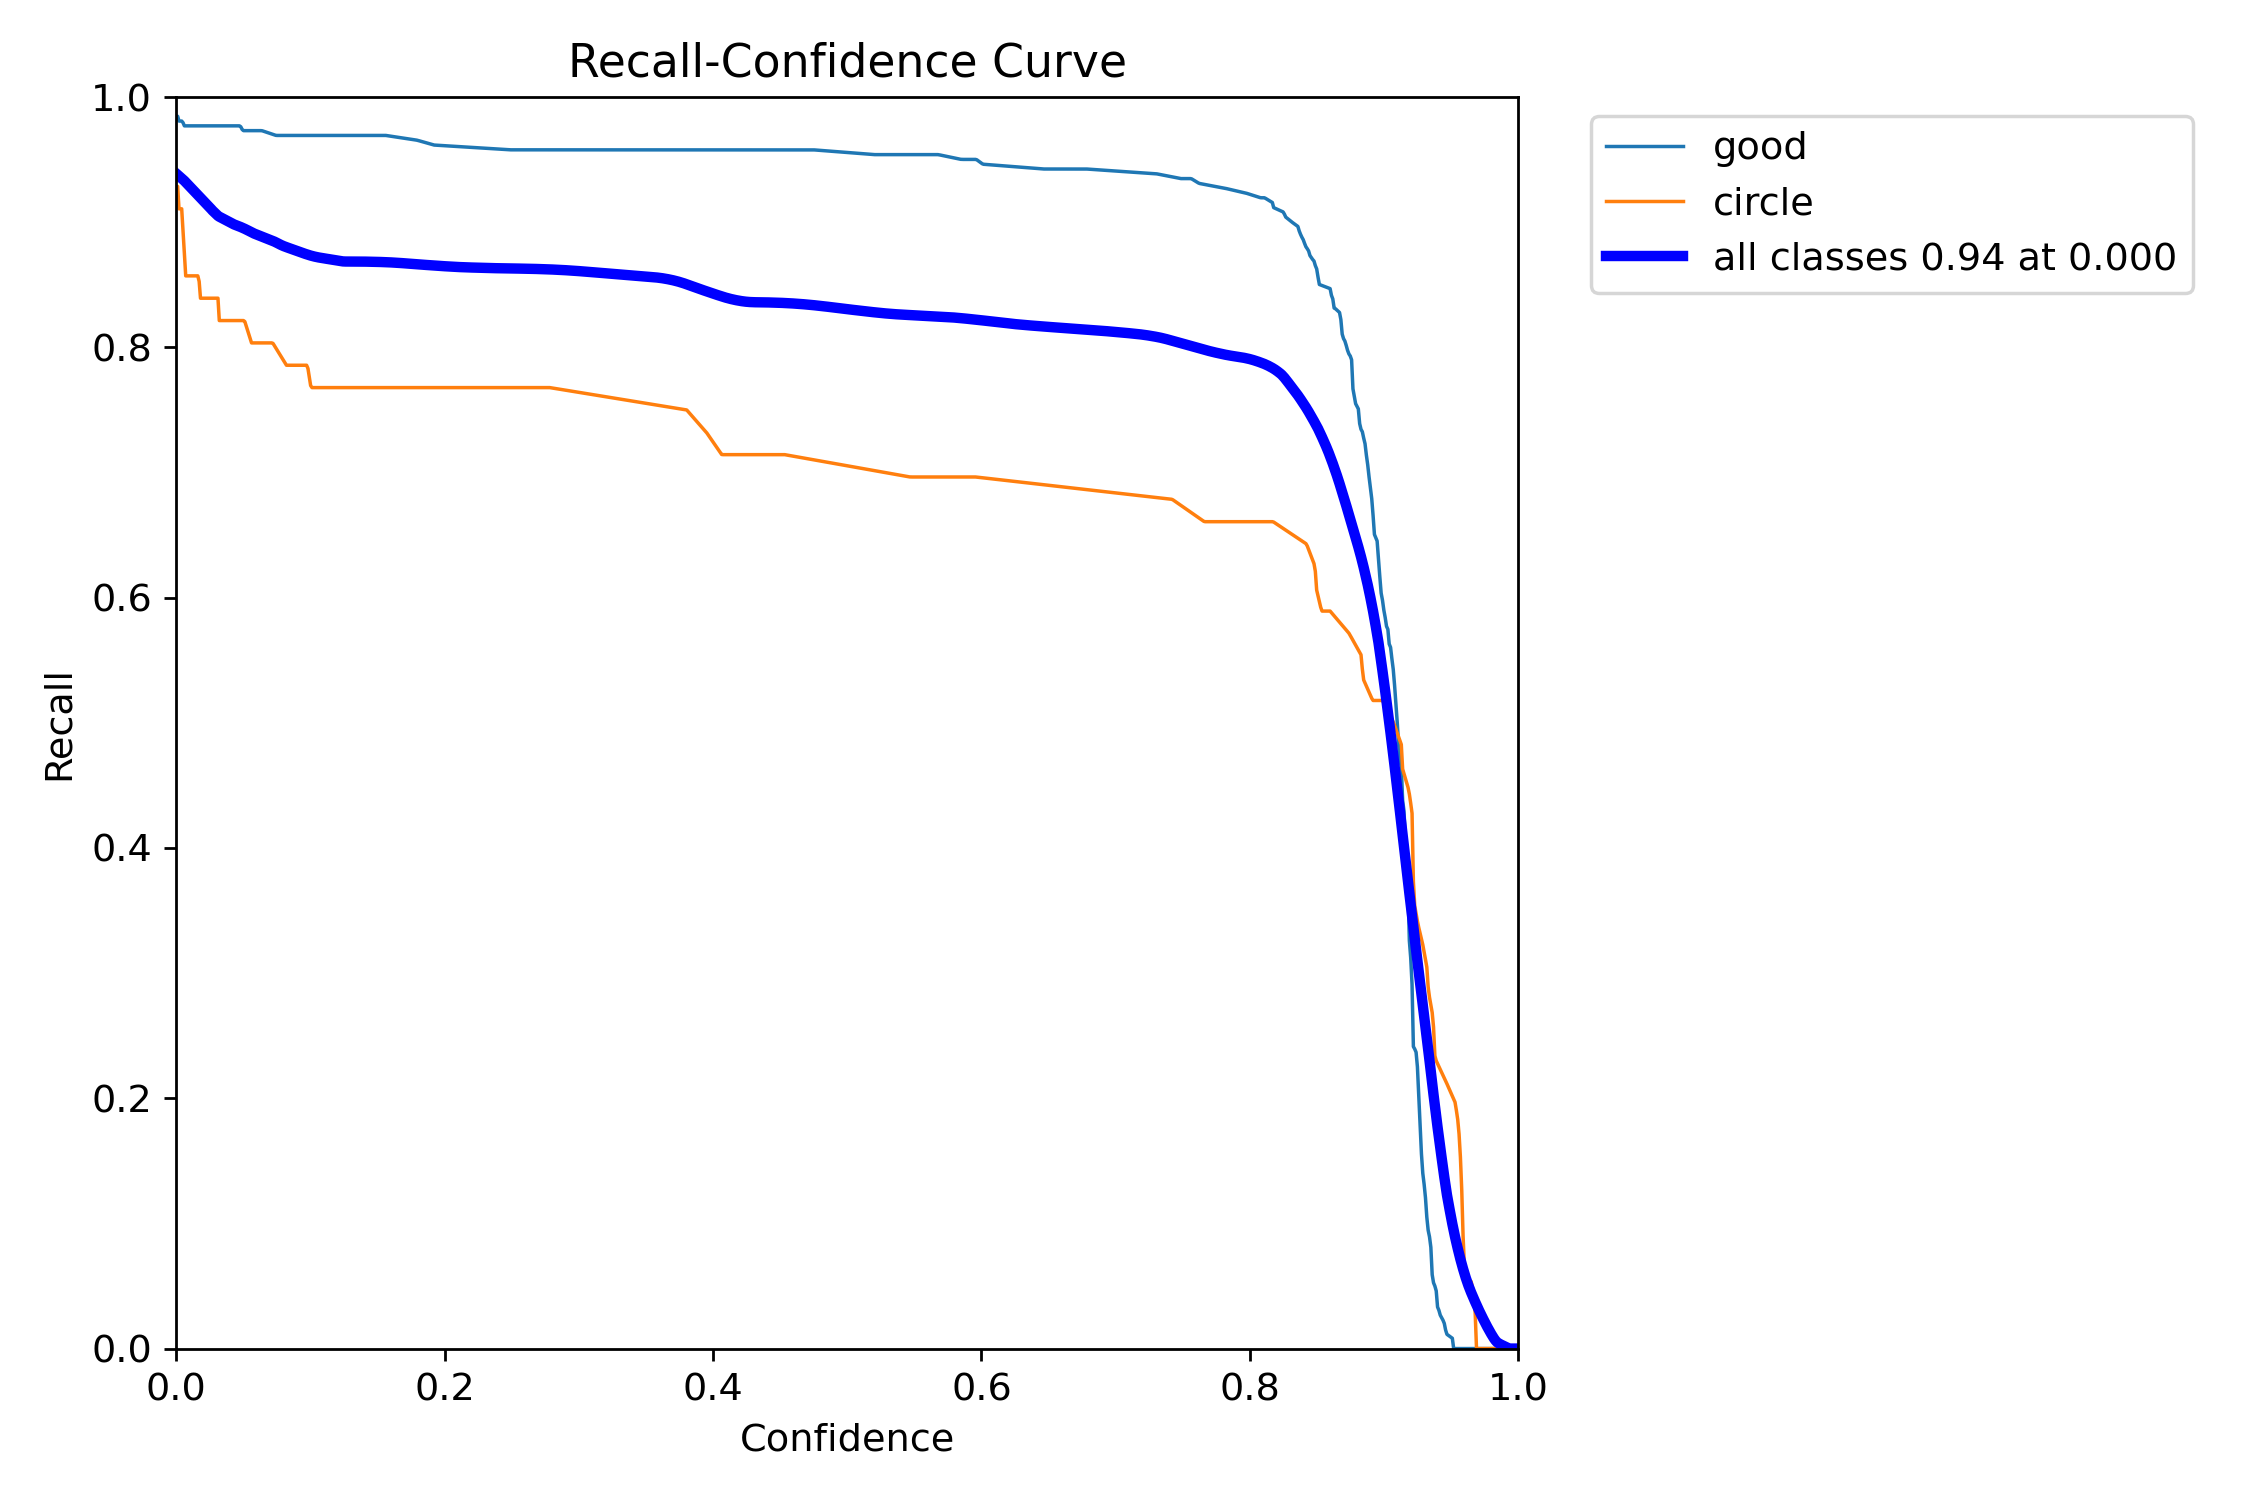 Recall-Confidence Curve
1.0
0.8
0.6
0.4
0.2
0.0
Recall
0.0 0.2 0.4 0.6 0.8 1.0
Confidence
good
circle
all classes 0.94 at 0.000